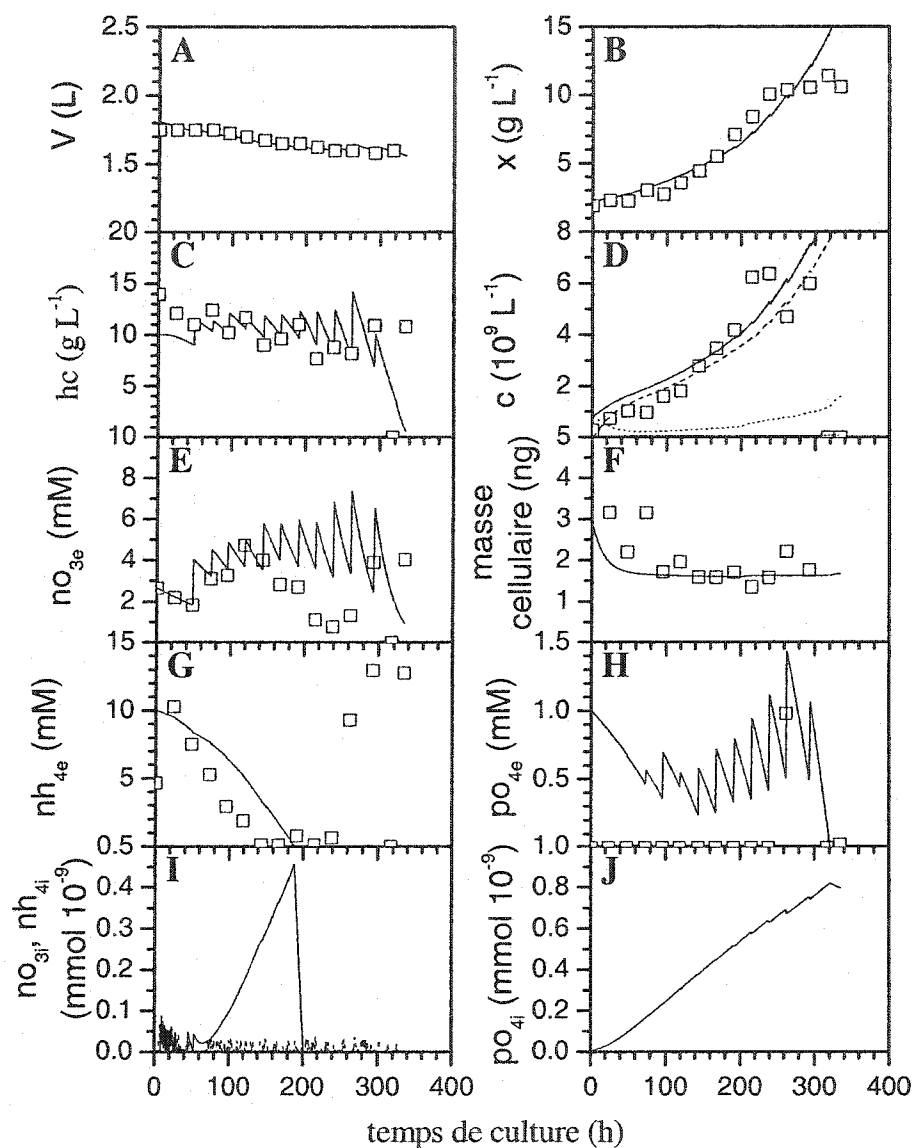 A
V (L)
2.5
2.0
1.5
20
B
x (g L⁻¹)
15
10
5
8
C
hc (g L⁻¹)
15
10
5
10
D
c (10⁹ L⁻¹)
6
4
2
5
E
no₃ₑ (mM)
8
6
4
2
15
F
masse
cellulaire (ng)
4
3
2
1
1.5
G
nh₄ₑ (mM)
10
5
0.5
H
po₄ₑ (mM)
1.0
0.5
1.0
I
no₃ᵢ, nh₄ᵢ
(mmol 10⁻⁹)
0.4
0.3
0.2
0.1
0.0
0 100 200 300 400
J
po₄ᵢ (mmol 10⁻⁹)
0.8
0.6
0.4
0.2
0.0
0 100 200 300 400
temps de culture (h)